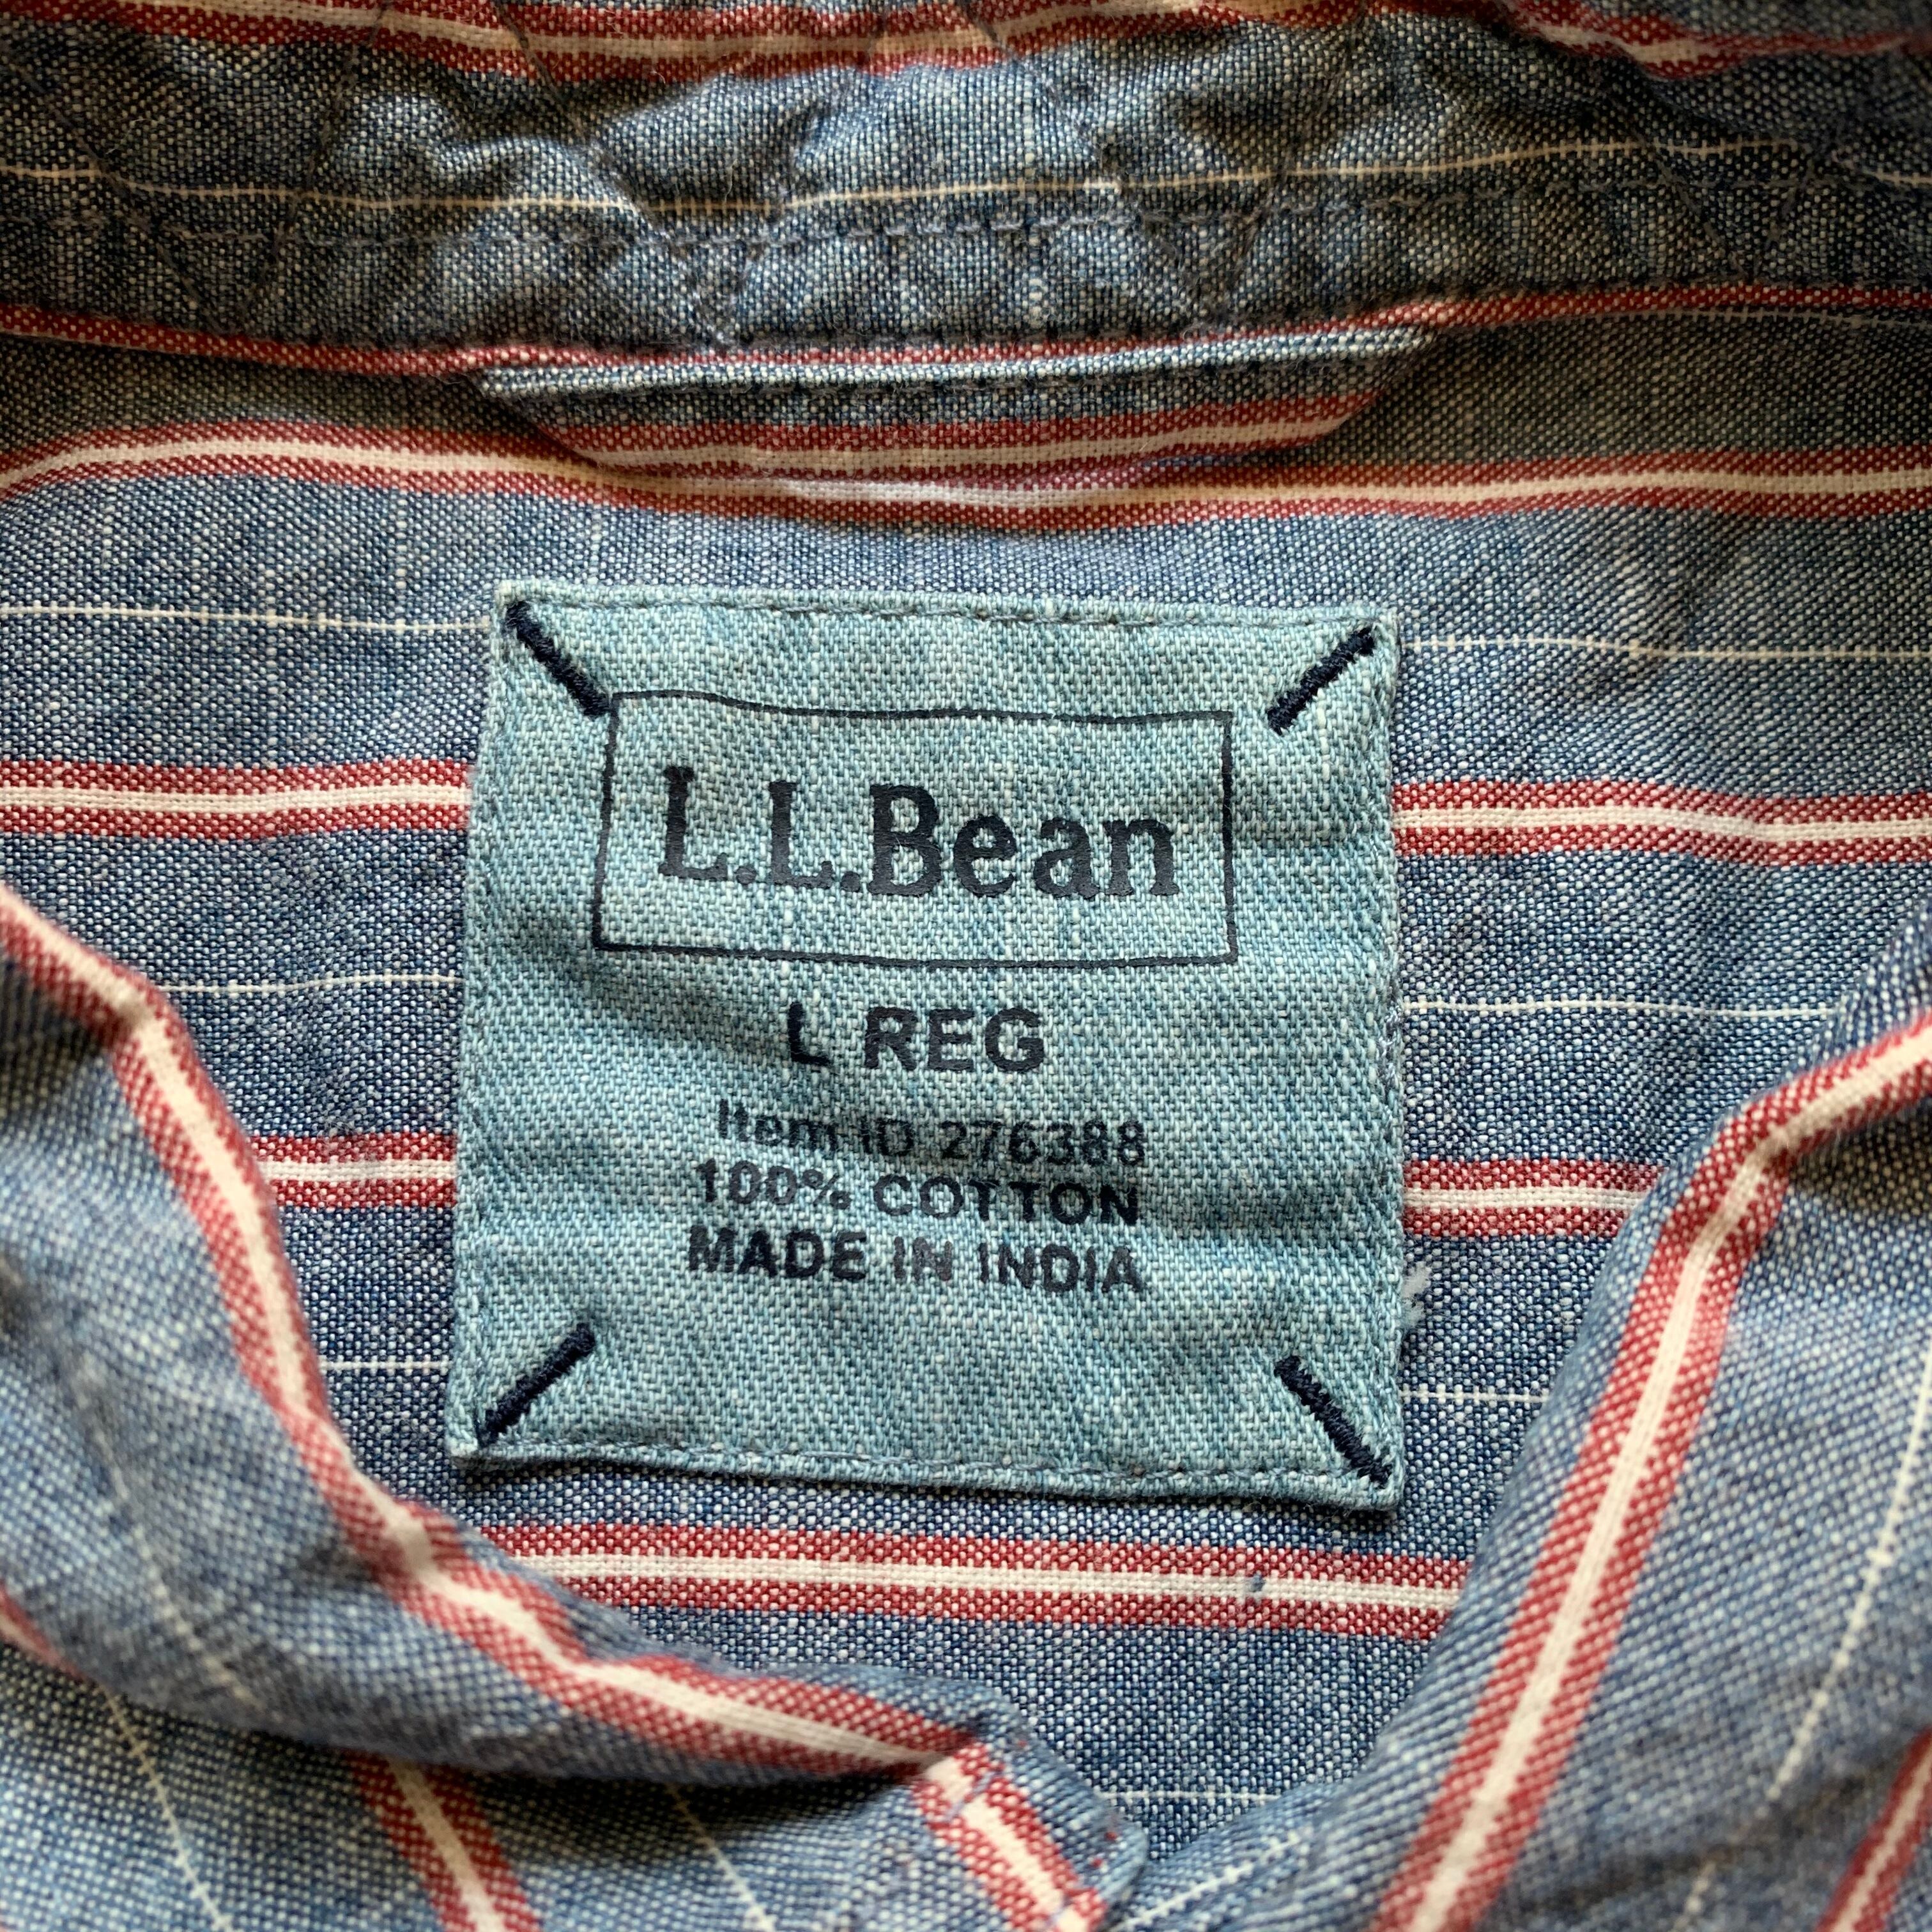 L.L.Bean
L REG
Item ID 276388
100% COTTON
MADE IN INDIA